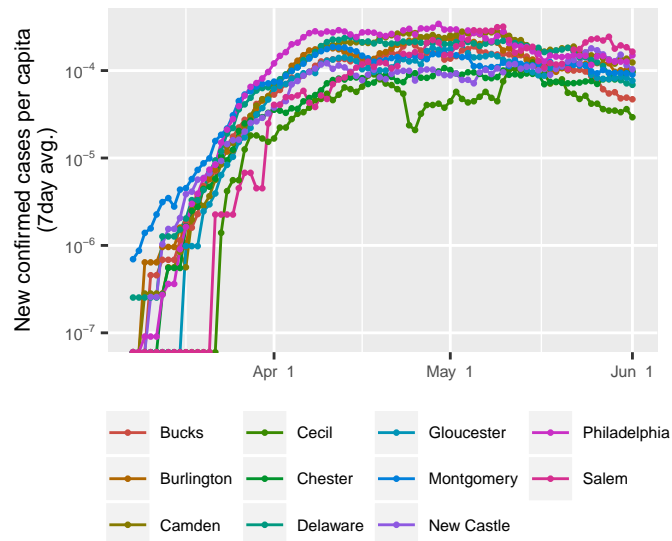 New confirmed cases per capita
(7day avg.)
10⁻⁴
10⁻⁵
10⁻⁶
10⁻⁷
Apr 1
May 1
Jun 1
Bucks
Cecil
Gloucester
Philadelphia
Burlington
Chester
Montgomery
Salem
Camden
Delaware
New Castle